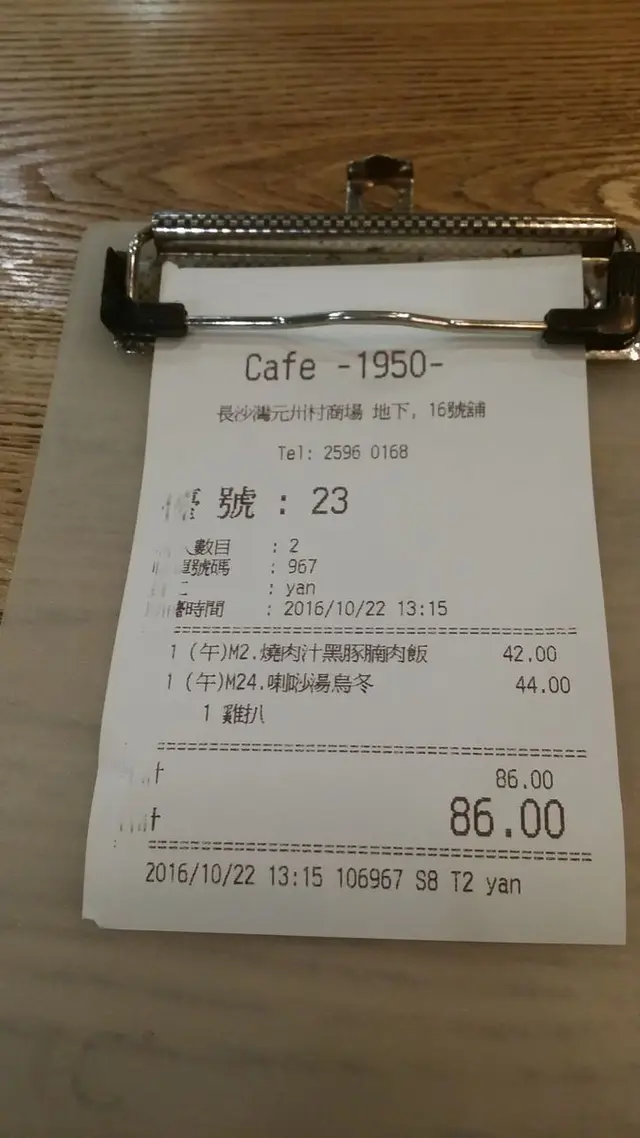 Cafe -1950-
長沙灣元州村商場 地下, 16號舖
Tel: 2596 0168
號 : 23
數目 : 2
號碼 : 967
: yan
時間 : 2016/10/22 13:15
1 (午)M2.燒肉汁黑豚腩肉飯 42.00
1 (午)M24.喇沙湯烏冬 44.00
1 雞扒
86.00
86.00
2016/10/22 13:15 106967 S8 T2 yan